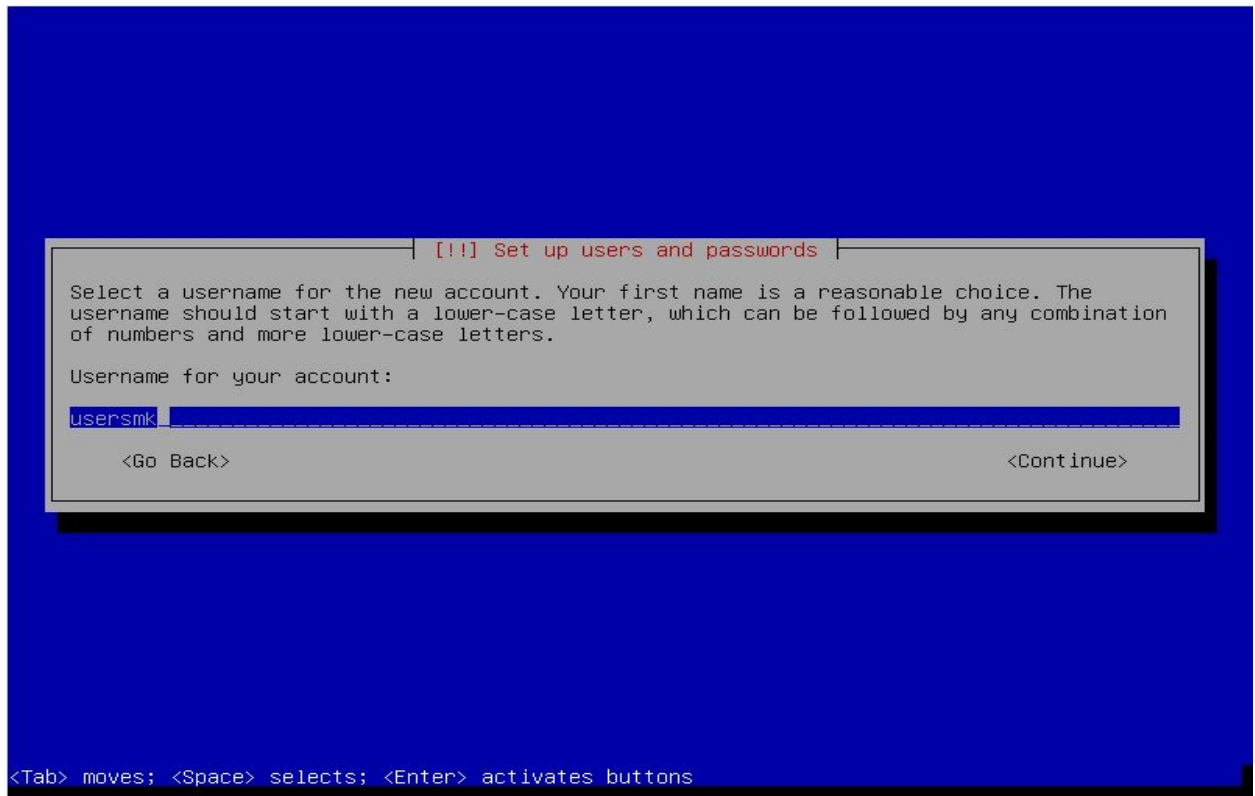 [!!] Set up users and passwords
Select a username for the new account. Your first name is a reasonable choice. The
username should start with a lower-case letter, which can be followed by any combination
of numbers and more lower-case letters.
Username for your account:
usersmk
<Go Back> <Continue>
<Tab> moves; <Space> selects; <Enter> activates buttons